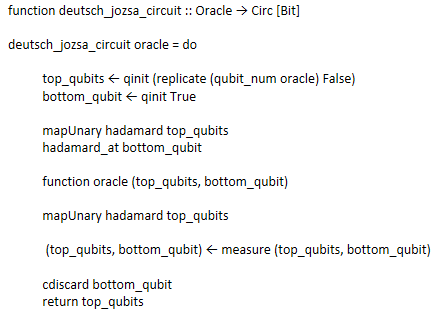 function deutsch_jozsa_circuit :: Oracle → Circ [Bit]
deutsch_jozsa_circuit oracle = do
top_qubits ← qinit (replicate (qubit_num oracle) False)
bottom_qubit ← qinit True
mapUnary hadamard top_qubits
hadamard_at bottom_qubit
function oracle (top_qubits, bottom_qubit)
mapUnary hadamard top_qubits
(top_qubits, bottom_qubit) ← measure (top_qubits, bottom_qubit)
cdiscard bottom_qubit
return top_qubits